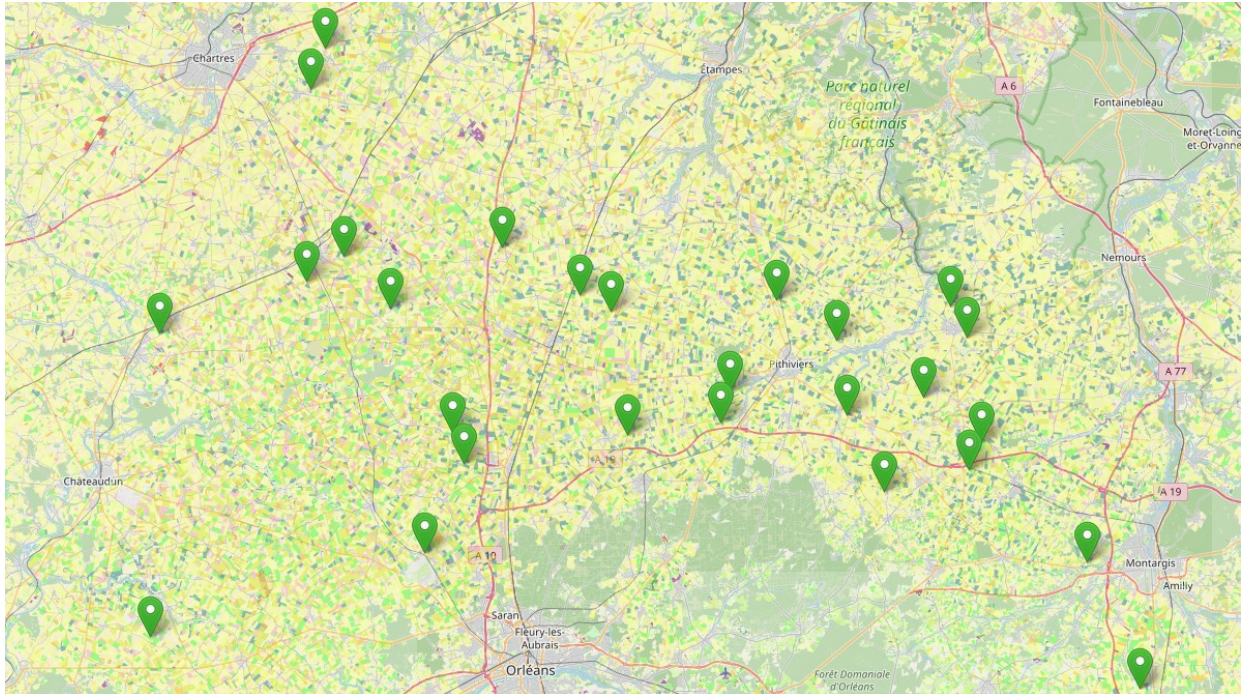 Chartres
Étampes
Parc naturel
régional
du Gâtinais
français
A 6
Fontainebleau
Moret-Loing-
et-Orvanne
Nemours
Pithiviers
A 77
A 19
Châteaudun
A 19
A 10
Montargis
Amilly
Saran
Fleury-les-
Aubrais
Orléans
Forêt Domaniale
d'Orléans